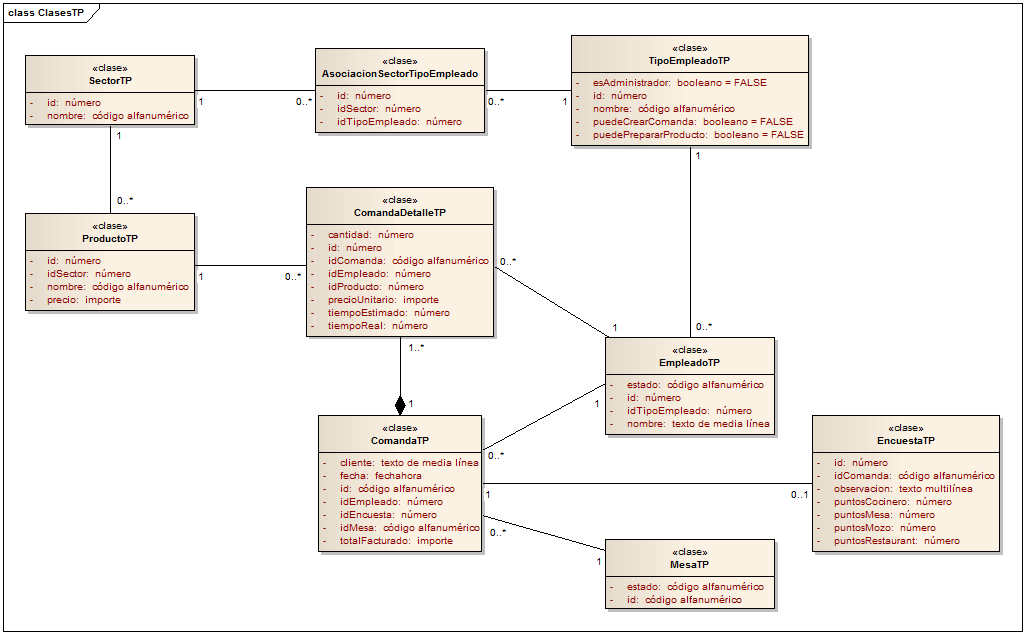 class ClasesTP
«clase»
SectorTP
- id: número
- nombre: código alfanumérico
1
0..*
«clase»
AsociacionSectorTipoEmpleado
- id: número
- idSector: número
- idTipoEmpleado: número
0..*
1
«clase»
TipoEmpleadoTP
- esAdministrador: booleano = FALSE
- id: número
- nombre: código alfanumérico
- puedeCrearComanda: booleano = FALSE
- puedePrepararProducto: booleano = FALSE
1
1
0..*
«clase»
ProductoTP
- id: número
- idSector: número
- nombre: código alfanumérico
- precio: importe
1
0..*
«clase»
ComandaDetalleTP
- cantidad: número
- id: número
- idComanda: código alfanumérico
- idEmpleado: número
- idProducto: número
- precioUnitario: importe
- tiempoEstimado: número
- tiempoReal: número
0..*
1
0..*
1..*
1
«clase»
EmpleadoTP
- estado: código alfanumérico
- id: número
- idTipoEmpleado: número
- nombre: texto de media línea
1
0..*
«clase»
ComandaTP
- cliente: texto de media línea
- fecha: fechahora
- id: código alfanumérico
- idEmpleado: número
- idEncuesta: número
- idMesa: código alfanumérico
- totalFacturado: importe
1
0..1
0..*
1
«clase»
EncuestaTP
- id: número
- idComanda: código alfanumérico
- observacion: texto multilínea
- puntosCocinero: número
- puntosMesa: número
- puntosMozo: número
- puntosRestaurant: número
«clase»
MesaTP
- estado: código alfanumérico
- id: código alfanumérico